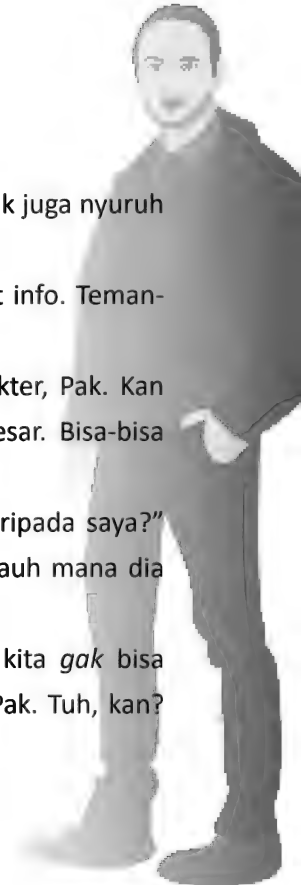 k juga nyuruh
t info. Teman-
kter, Pak. Kan
esar. Bisa-bisa
ripada saya?”
auh mana dia
kita gak bisa
Pak. Tuh, kan?